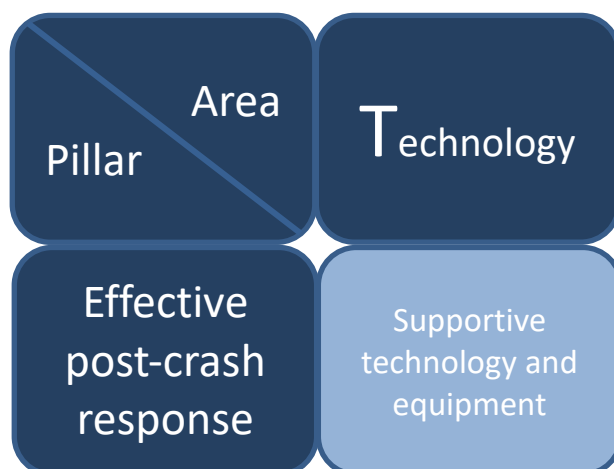 Area
Pillar
Technology
Effective
post-crash
response
Supportive
technology and
equipment